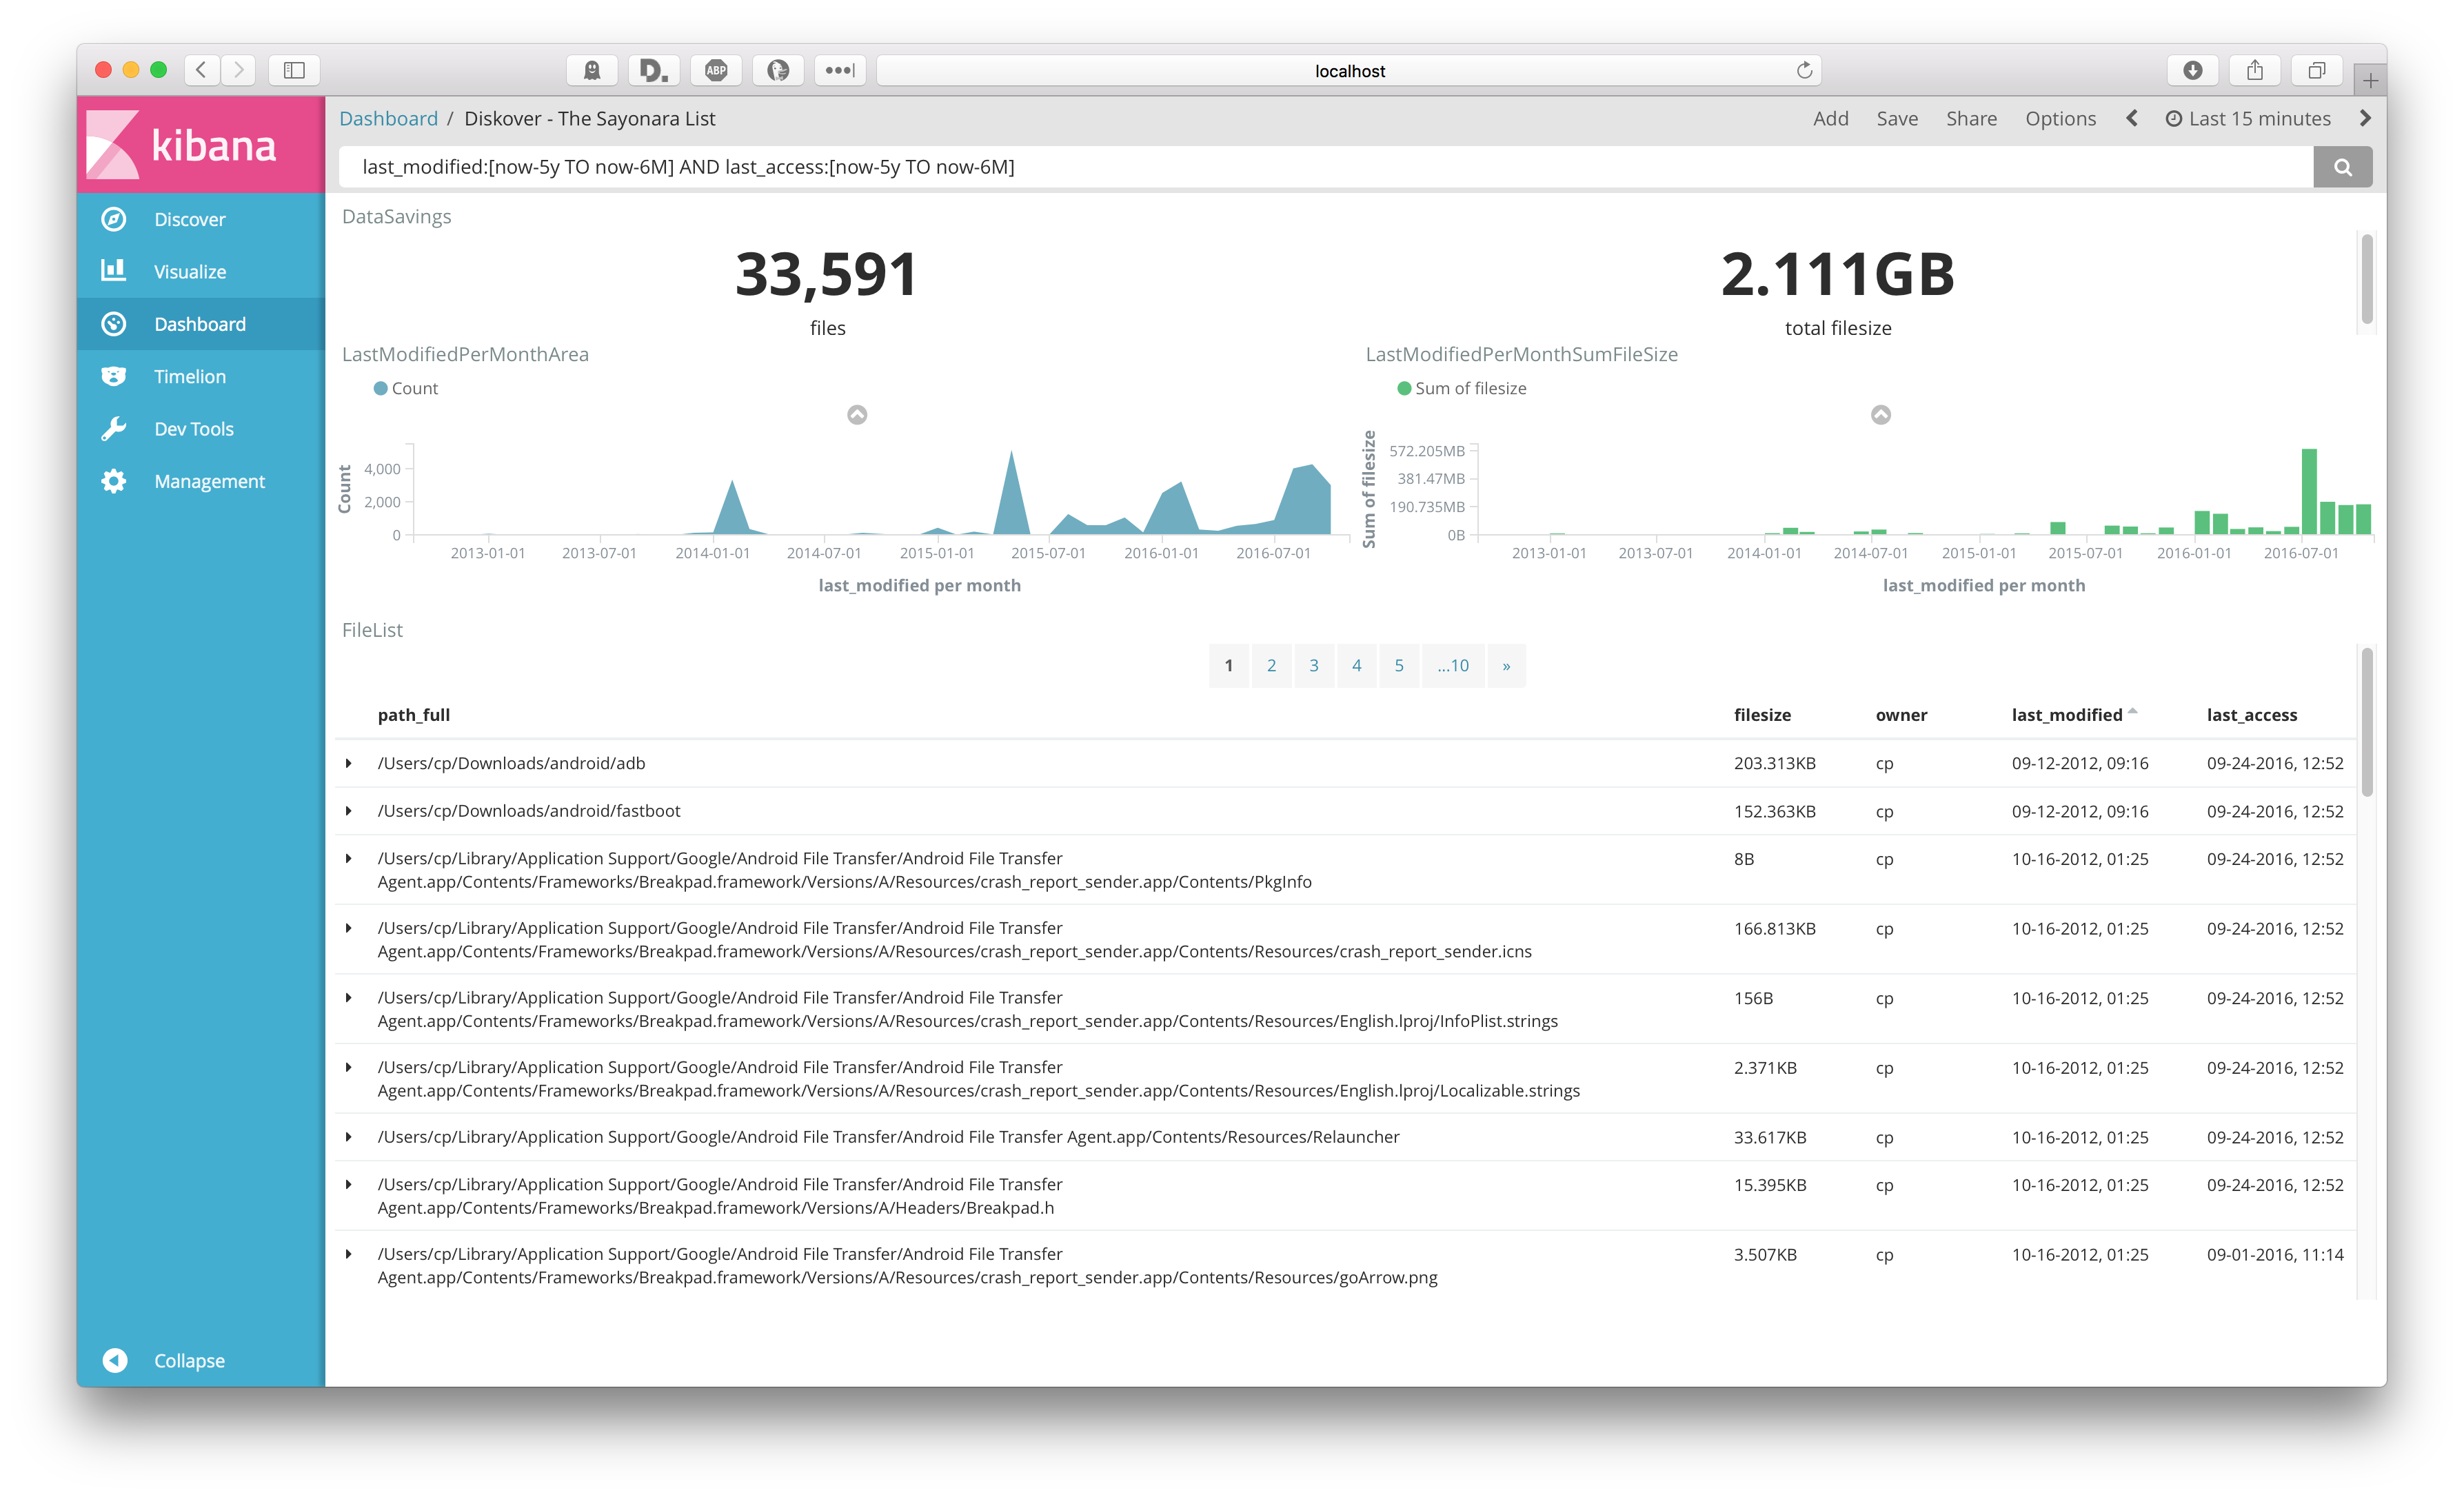 D.
ABP
localhost
kibana
Dashboard / Diskover - The Sayonara List
Add Save Share Options Last 15 minutes
last_modified:[now-5y TO now-6M] AND last_access:[now-5y TO now-6M]
Discover
Visualize
Dashboard
Timelion
Dev Tools
Management
Collapse
DataSavings
33,591
files
2.111GB
total filesize
LastModifiedPerMonthArea
Count
Count
4,000
2,000
0
2013-01-01 2013-07-01 2014-01-01 2014-07-01 2015-01-01 2015-07-01 2016-01-01 2016-07-01
last_modified per month
LastModifiedPerMonthSumFileSize
Sum of filesize
Sum of filesize
572.205MB
381.47MB
190.735MB
0B
2013-01-01 2013-07-01 2014-01-01 2014-07-01 2015-01-01 2015-07-01 2016-01-01 2016-07-01
last_modified per month
FileList
1 2 3 4 5 ...10 »
path_full filesize owner last_modified last_access
/Users/cp/Downloads/android/adb 203.313KB cp 09-12-2012, 09:16 09-24-2016, 12:52
/Users/cp/Downloads/android/fastboot 152.363KB cp 09-12-2012, 09:16 09-24-2016, 12:52
/Users/cp/Library/Application Support/Google/Android File Transfer/Android File Transfer 8B cp 10-16-2012, 01:25 09-24-2016, 12:52
Agent.app/Contents/Frameworks/Breakpad.framework/Versions/A/Resources/crash_report_sender.app/Contents/PkgInfo
/Users/cp/Library/Application Support/Google/Android File Transfer/Android File Transfer 166.813KB cp 10-16-2012, 01:25 09-24-2016, 12:52
Agent.app/Contents/Frameworks/Breakpad.framework/Versions/A/Resources/crash_report_sender.app/Contents/Resources/crash_report_sender.icns
/Users/cp/Library/Application Support/Google/Android File Transfer/Android File Transfer 156B cp 10-16-2012, 01:25 09-24-2016, 12:52
Agent.app/Contents/Frameworks/Breakpad.framework/Versions/A/Resources/crash_report_sender.app/Contents/Resources/English.lproj/InfoPlist.strings
/Users/cp/Library/Application Support/Google/Android File Transfer/Android File Transfer 2.371KB cp 10-16-2012, 01:25 09-24-2016, 12:52
Agent.app/Contents/Frameworks/Breakpad.framework/Versions/A/Resources/crash_report_sender.app/Contents/Resources/English.lproj/Localizable.strings
/Users/cp/Library/Application Support/Google/Android File Transfer/Android File Transfer Agent.app/Contents/Resources/Relauncher 33.617KB cp 10-16-2012, 01:25 09-24-2016, 12:52
/Users/cp/Library/Application Support/Google/Android File Transfer/Android File Transfer 15.395KB cp 10-16-2012, 01:25 09-24-2016, 12:52
Agent.app/Contents/Frameworks/Breakpad.framework/Versions/A/Headers/Breakpad.h
/Users/cp/Library/Application Support/Google/Android File Transfer/Android File Transfer 3.507KB cp 10-16-2012, 01:25 09-01-2016, 11:14
Agent.app/Contents/Frameworks/Breakpad.framework/Versions/A/Resources/crash_report_sender.app/Contents/Resources/goArrow.png